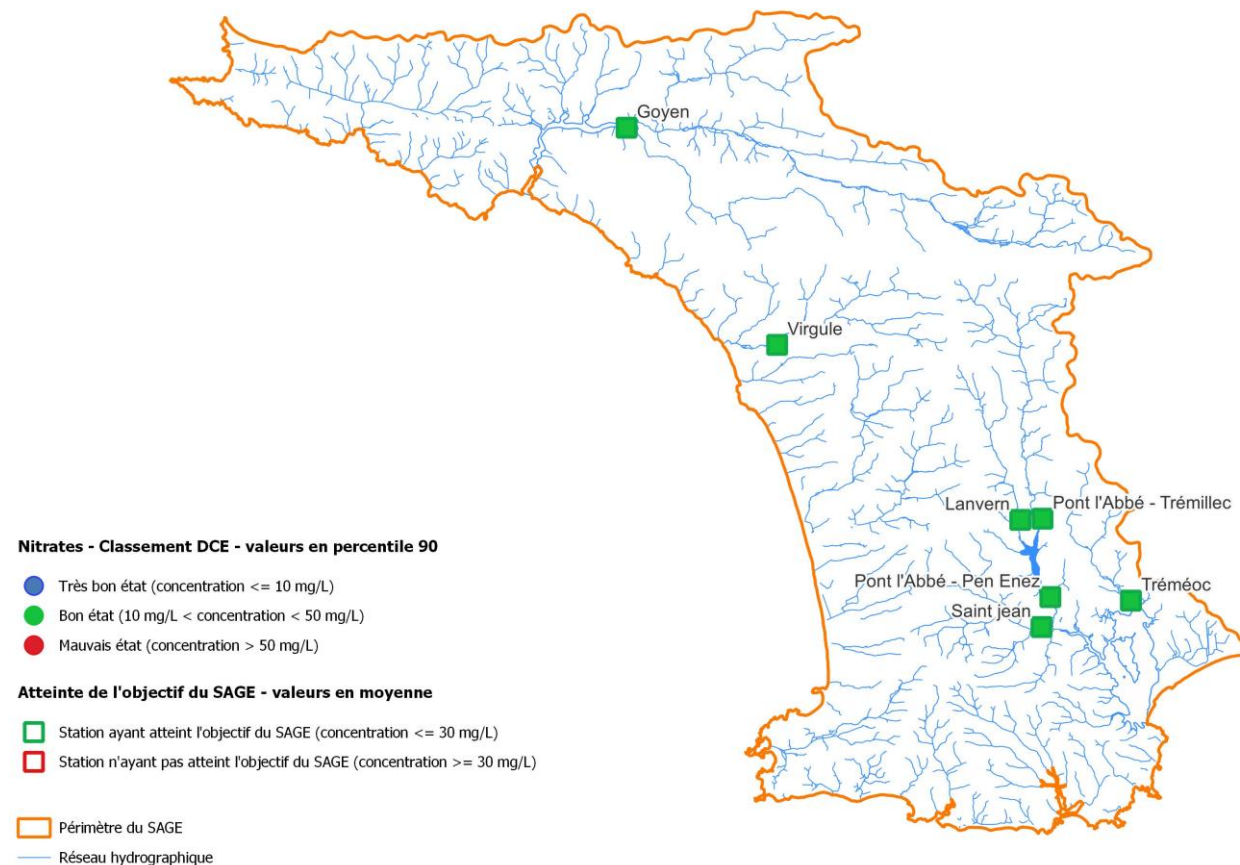 Goyen
Virgule
Lanvern
Pont l'Abbé - Trémillec
Pont l'Abbé - Pen Enez
Tréméoc
Saint jean
Nitrates - Classement DCE - valeurs en percentile 90
Très bon état (concentration <= 10 mg/L)
Bon état (10 mg/L < concentration < 50 mg/L)
Mauvais état (concentration > 50 mg/L)
Atteinte de l'objectif du SAGE - valeurs en moyenne
Station ayant atteint l'objectif du SAGE (concentration <= 30 mg/L)
Station n'ayant pas atteint l'objectif du SAGE (concentration >= 30 mg/L)
Périmètre du SAGE
Réseau hydrographique